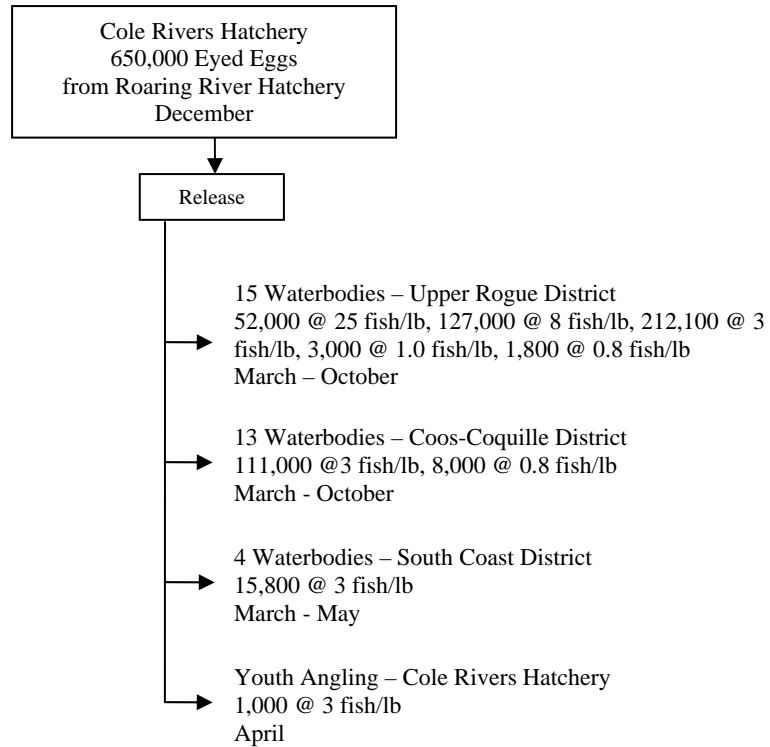 Cole Rivers Hatchery
650,000 Eyed Eggs
from Roaring River Hatchery
December
Release
15 Waterbodies – Upper Rogue District
52,000 @ 25 fish/lb, 127,000 @ 8 fish/lb, 212,100 @ 3
fish/lb, 3,000 @ 1.0 fish/lb, 1,800 @ 0.8 fish/lb
March – October
13 Waterbodies – Coos-Coquille District
111,000 @3 fish/lb, 8,000 @ 0.8 fish/lb
March - October
4 Waterbodies – South Coast District
15,800 @ 3 fish/lb
March - May
Youth Angling – Cole Rivers Hatchery
1,000 @ 3 fish/lb
April